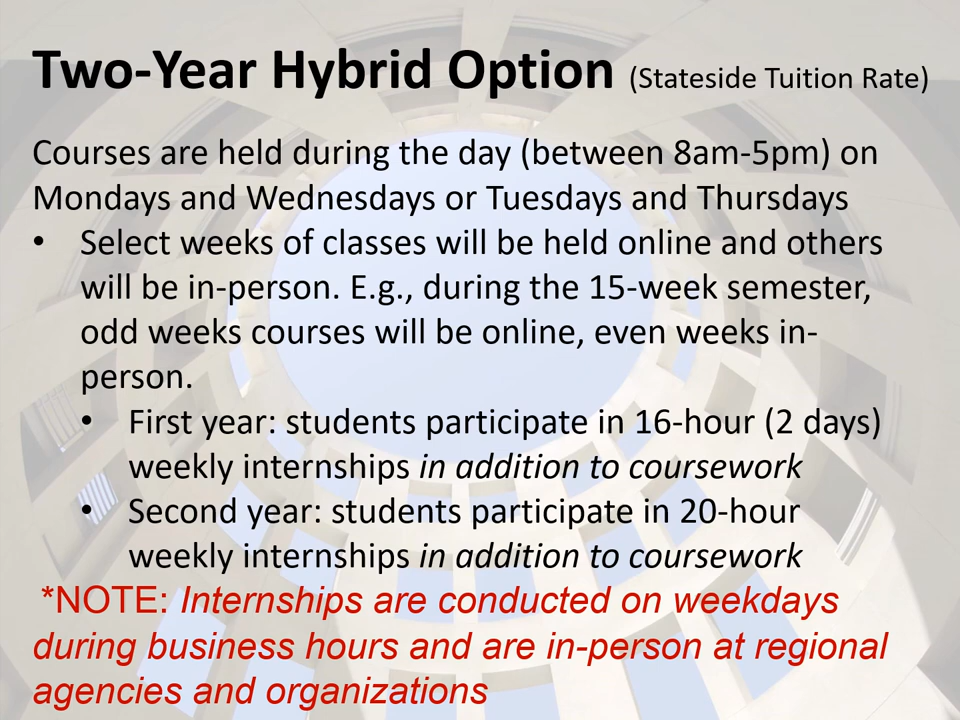 Two-Year Hybrid Option (Stateside Tuition Rate)
Courses are held during the day (between 8am-5pm) on
Mondays and Wednesdays or Tuesdays and Thursdays
• Select weeks of classes will be held online and others
will be in-person. E.g., during the 15-week semester,
odd weeks courses will be online, even weeks in-
person.
• First year: students participate in 16-hour (2 days)
weekly internships in addition to coursework
• Second year: students participate in 20-hour
weekly internships in addition to coursework
*NOTE: Internships are conducted on weekdays
during business hours and are in-person at regional
agencies and organizations